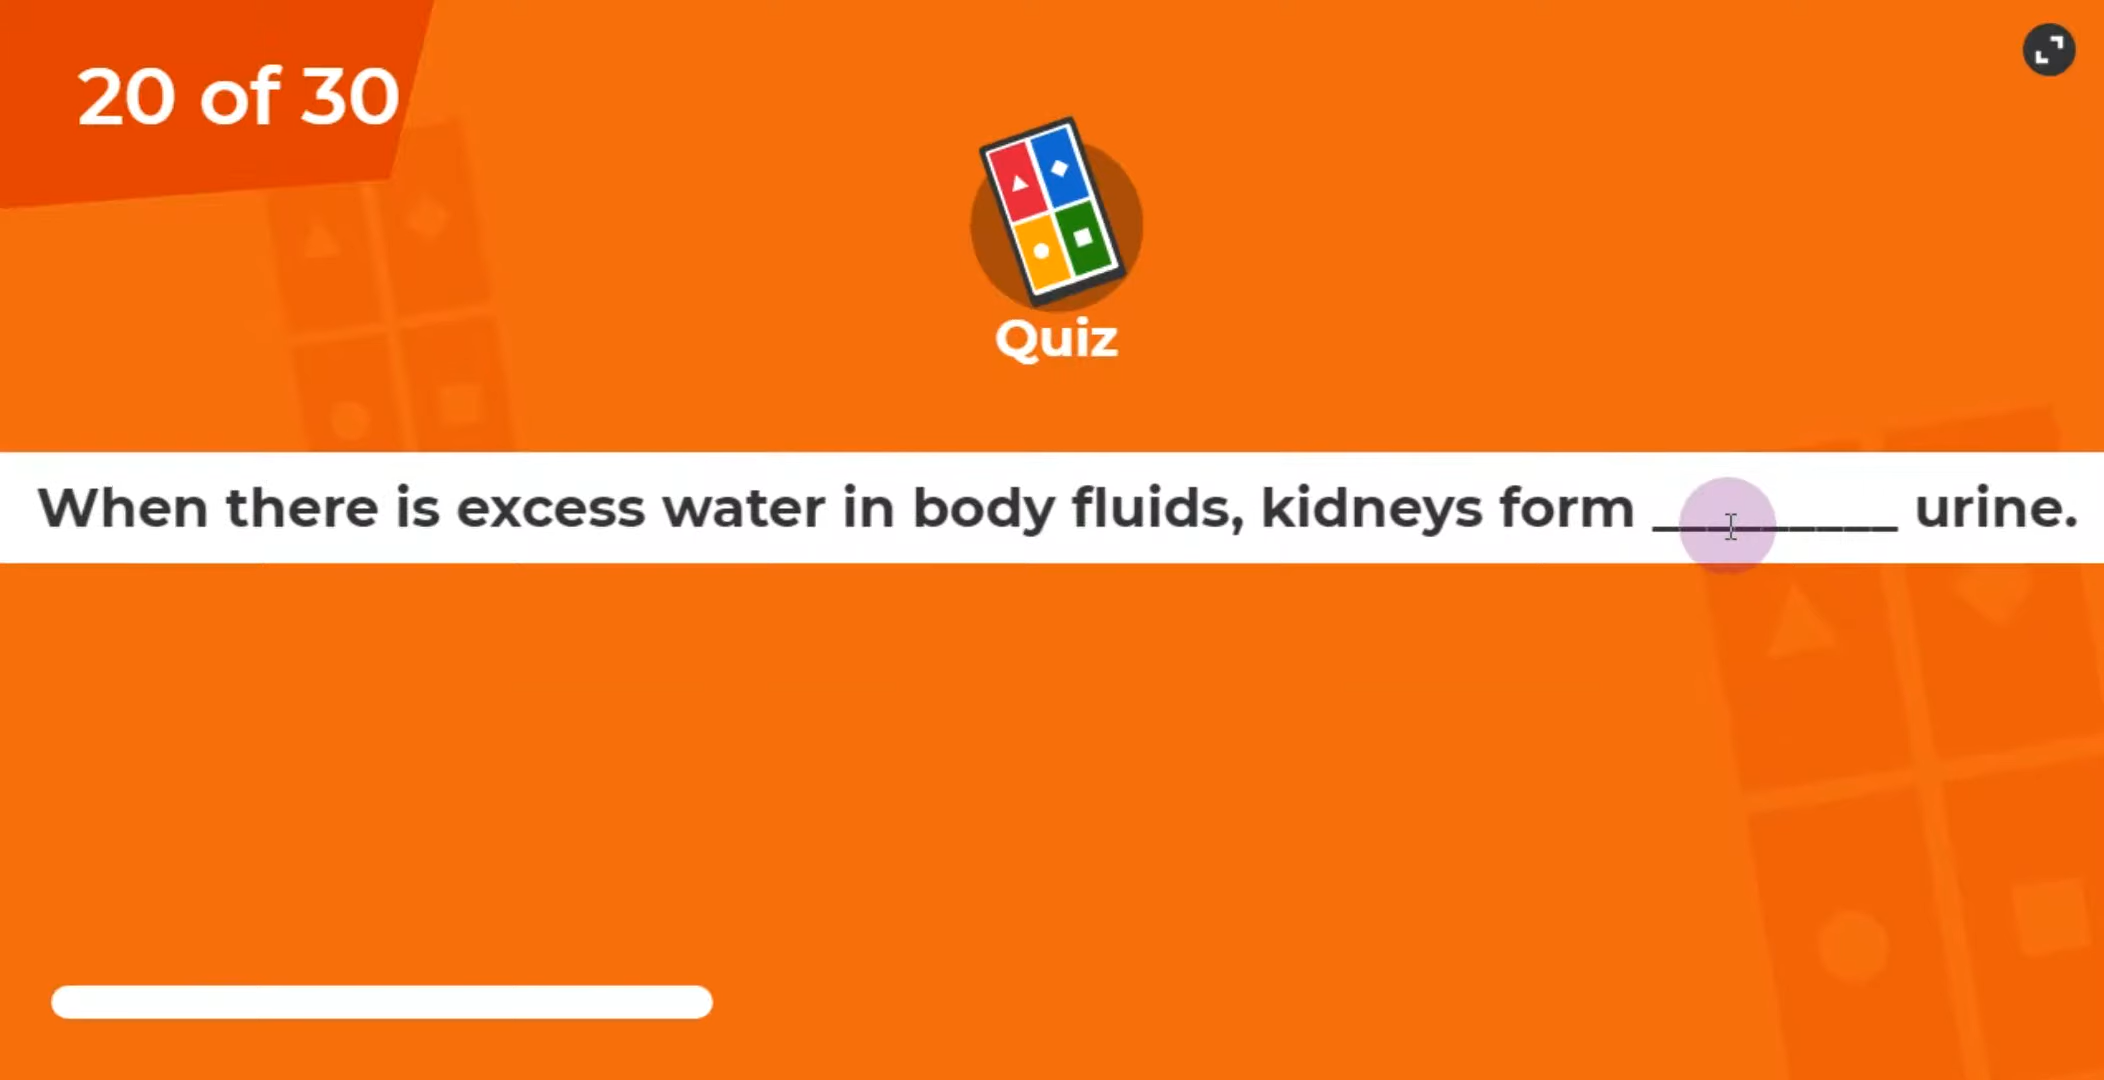 20 of 30
Quiz
When there is excess water in body fluids, kidneys form _________ urine.